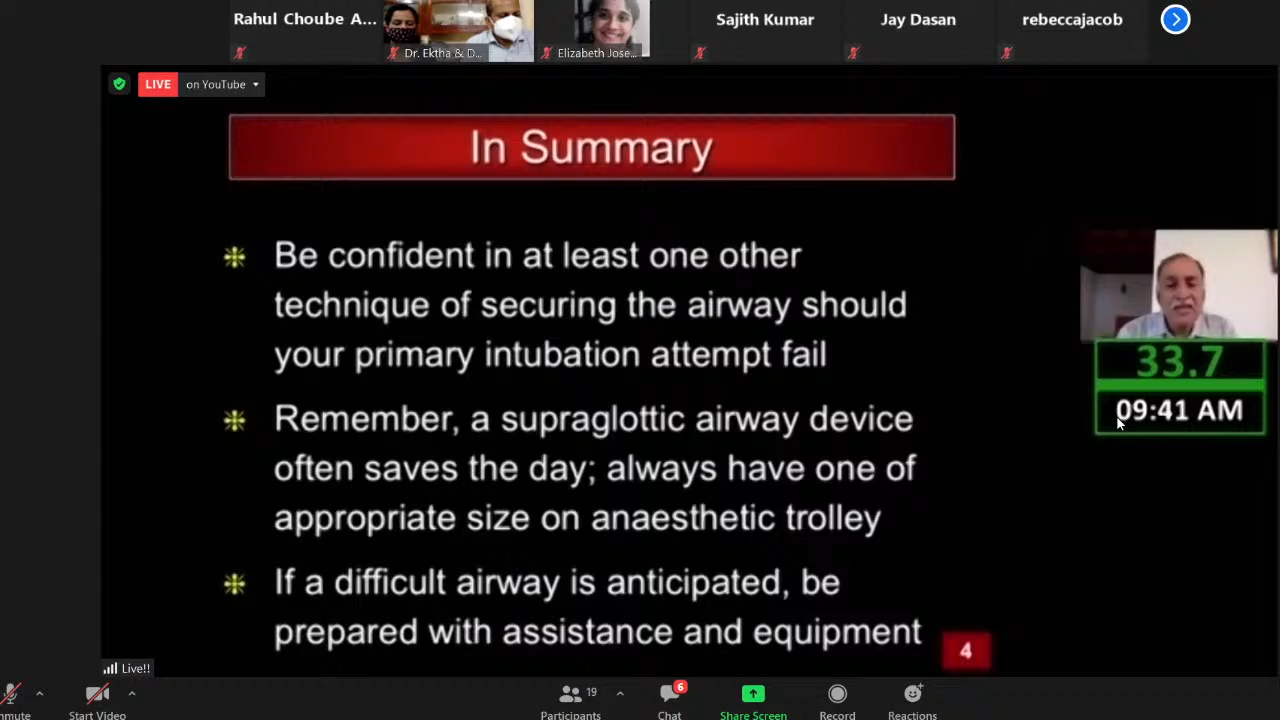 Rahul Choube A...
Sajith Kumar
Jay Dasan
rebeccajacob
Dr. Ektha & D...
Elizabeth Jose...
LIVE on YouTube
In Summary
Be confident in at least one other
technique of securing the airway should
your primary intubation attempt fail
Remember, a supraglottic airway device
often saves the day; always have one of
appropriate size on anaesthetic trolley
If a difficult airway is anticipated, be
prepared with assistance and equipment
4
33.7
09:41 AM
Live!!
19
6
nmute
Start Video
Participants
Chat
Share Screen
Record
Reactions